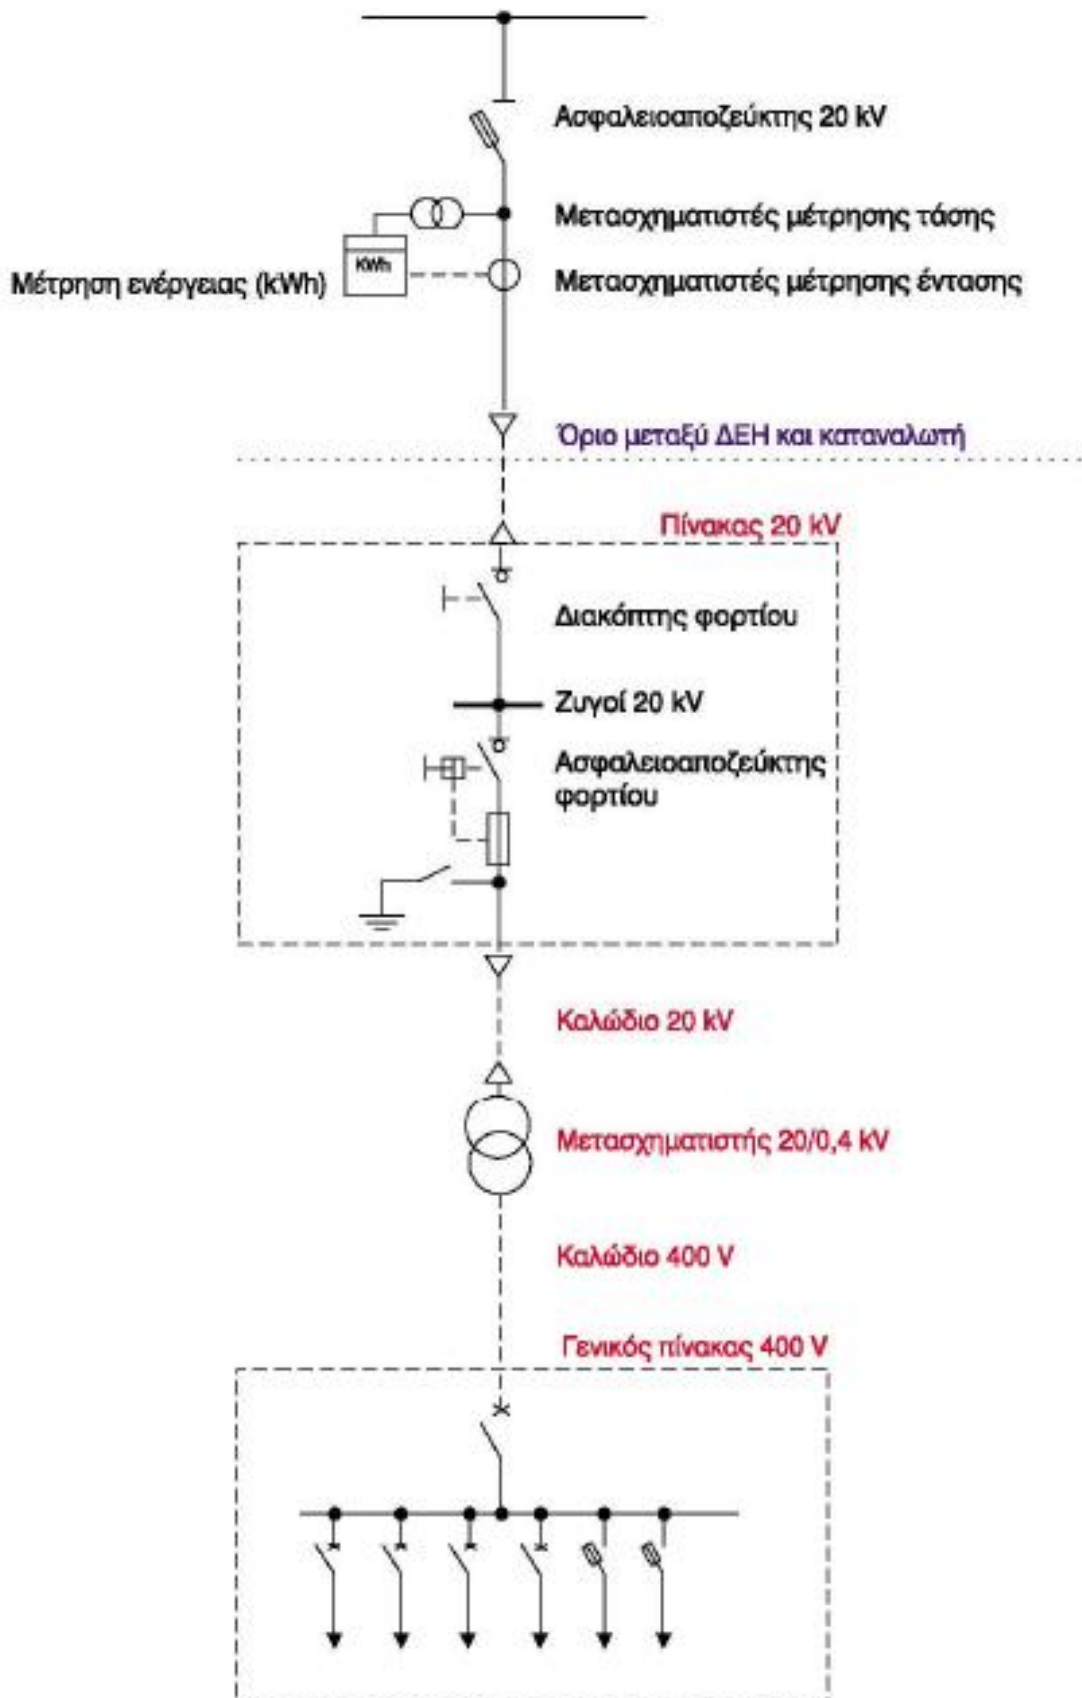 Ασφαλειοαποζεύκτης 20 kV
Μετασχηματιστές μέτρησης τάσης
KWh
Μέτρηση ενέργειας (kWh)
Μετασχηματιστές μέτρησης έντασης
Όριο μεταξύ ΔΕΗ και καταναλωτή
Πίνακας 20 kV
Διακόπτης φορτίου
Ζυγοί 20 kV
Ασφαλειοαποζεύκτης
φορτίου
Καλώδιο 20 kV
Μετασχηματιστής 20/0,4 kV
Καλώδιο 400 V
Γενικός πίνακας 400 V